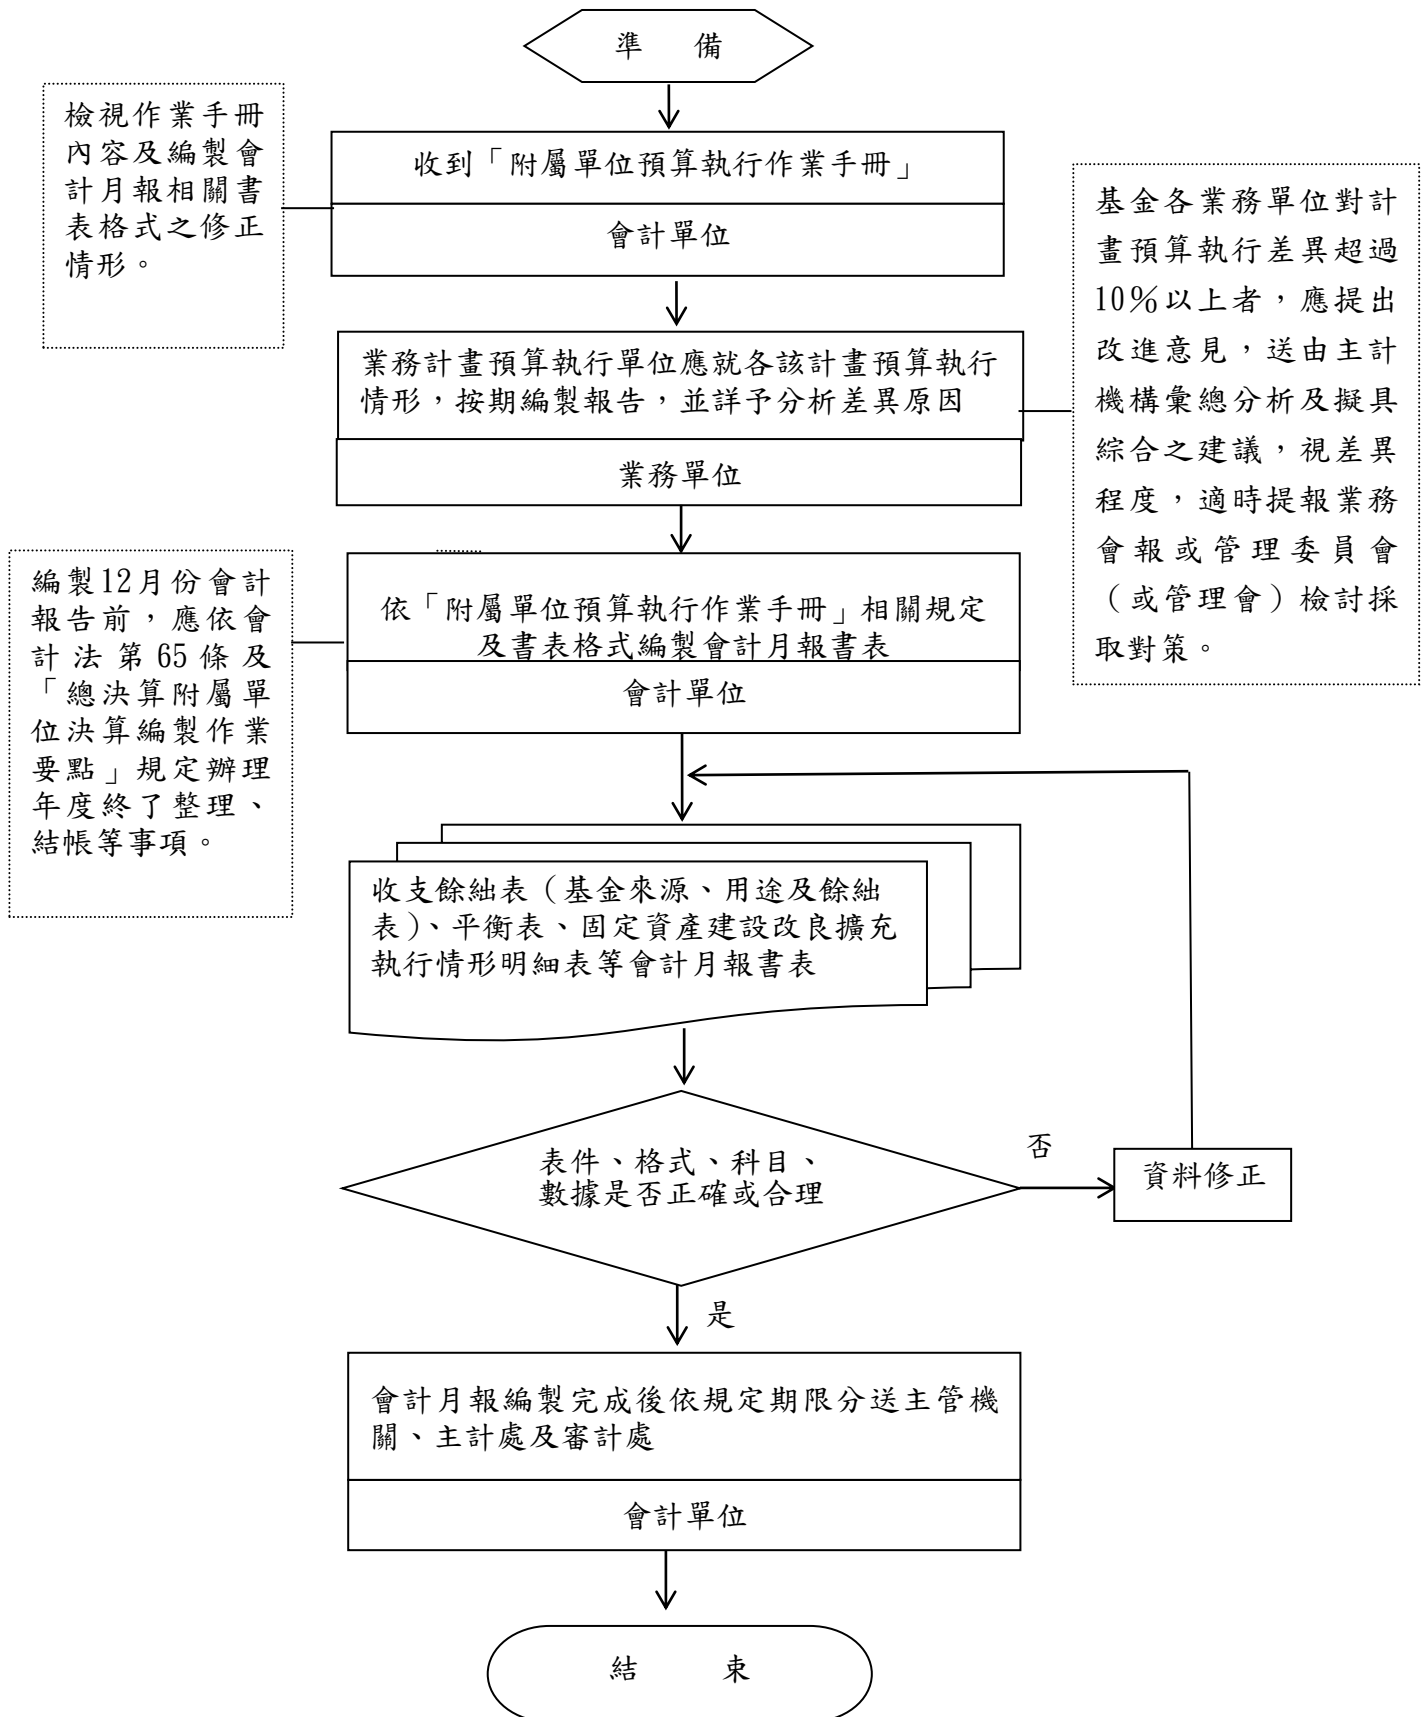 準　備
檢視作業手冊
內容及編製會
計月報相關書
表格式之修正
情形。
收到「附屬單位預算執行作業手冊」
會計單位
基金各業務單位對計
畫預算執行差異超過
10％以上者，應提出
改進意見，送由主計
機構彙總分析及擬具
綜合之建議，視差異
程度，適時提報業務
會報或管理委員會
（或管理會）檢討採
取對策。
業務計畫預算執行單位應就各該計畫預算執行
情形，按期編製報告，並詳予分析差異原因
業務單位
編製12月份會計
報告前，應依會
計法第65條及
「總決算附屬單
位決算編製作業
要點」規定辦理
年度終了整理、
結帳等事項。
依「附屬單位預算執行作業手冊」相關規定
及書表格式編製會計月報書表
會計單位
收支餘絀表（基金來源、用途及餘絀
表）、平衡表、固定資產建設改良擴充
執行情形明細表等會計月報書表
表件、格式、科目、
數據是否正確或合理
否
資料修正
是
會計月報編製完成後依規定期限分送主管機
關、主計處及審計處
會計單位
結　束